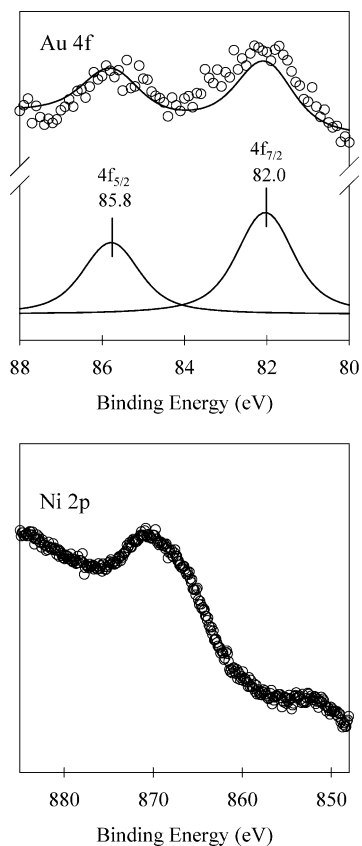 Au 4f
4f7/2
4f5/2
82.0
85.8
88 86 84 82 80
Binding Energy (eV)
Ni 2p
880 870 860 850
Binding Energy (eV)